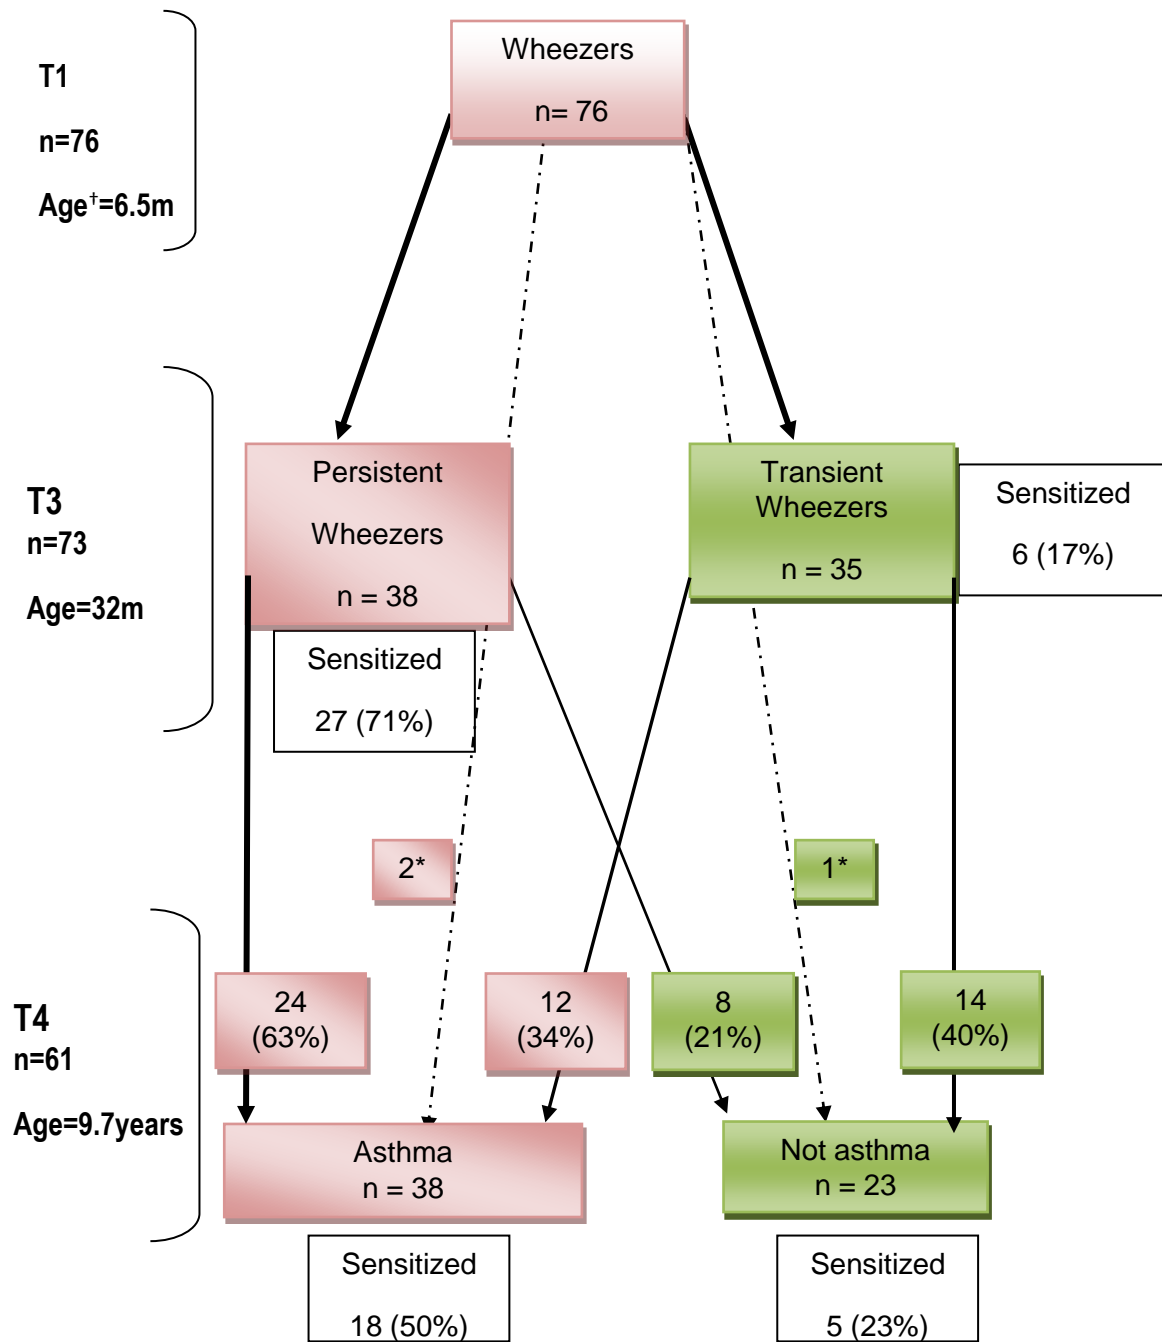 T1
n=76
Age†=6.5m
Wheezers
n= 76
T3
n=73
Age=32m
Persistent
Wheezers
n = 38
Sensitized
27 (71%)
Transient
Wheezers
n = 35
Sensitized
6 (17%)
2*
1*
T4
n=61
Age=9.7years
24
(63%)
12
(34%)
8
(21%)
14
(40%)
Asthma
n = 38
Not asthma
n = 23
Sensitized
18 (50%)
Sensitized
5 (23%)